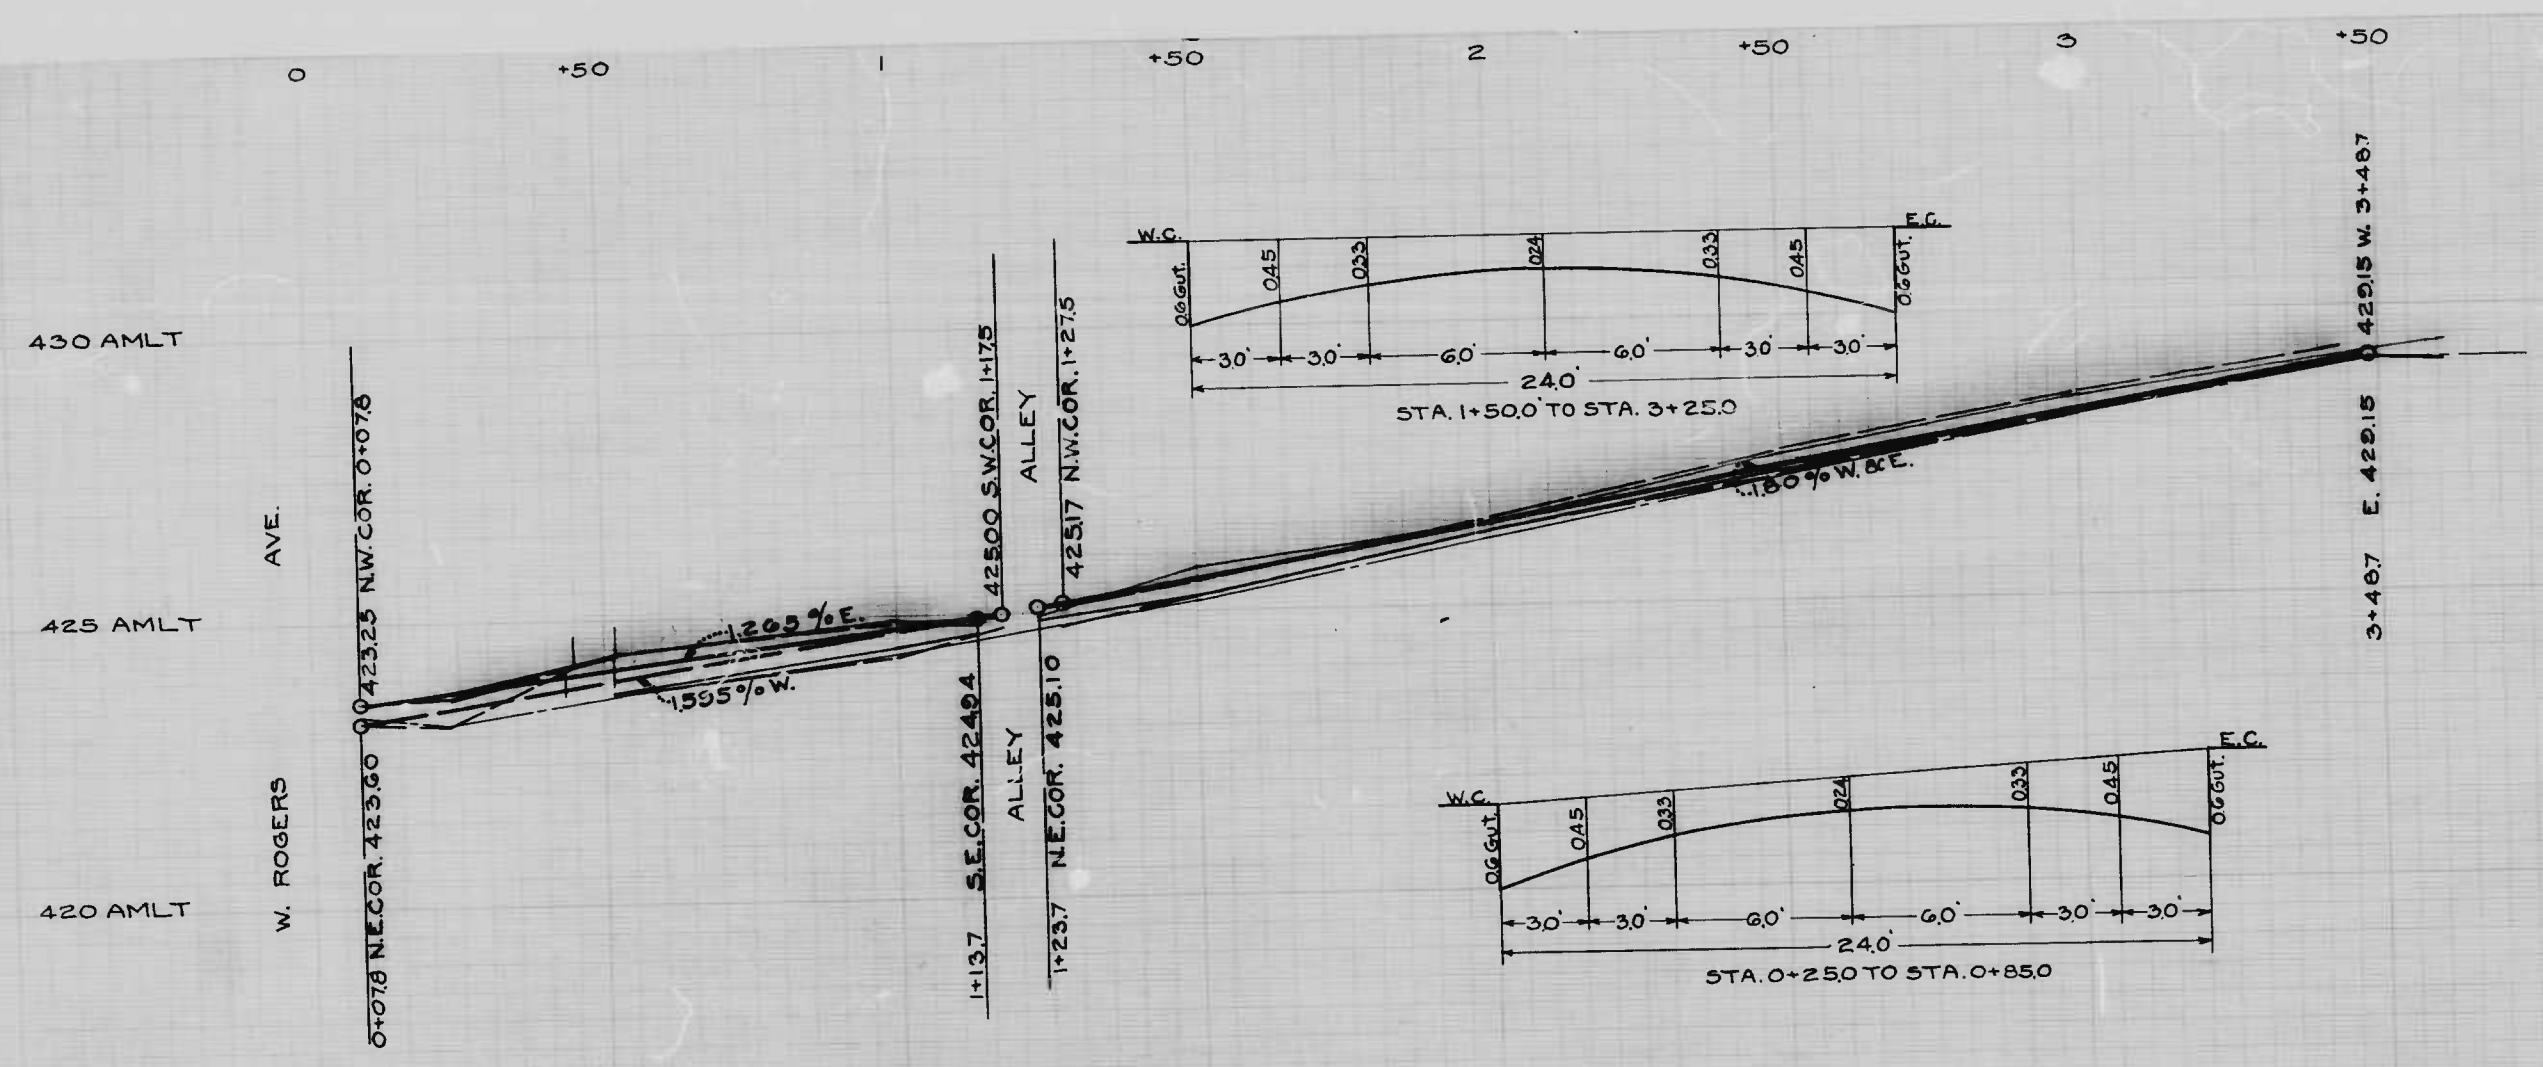 0 +50 1 +50 2 +50 3 +50
430 AMLT
425 AMLT
420 AMLT
W. ROGERS AVE.
423.25 N.W.COR. 0+07.8
0+07.8 N.E.COR. 423.60
1.265 % E.
1.595 % W.
425.00 S.W.COR. 1+17.5
ALLEY
425.17 N.W.COR. 1+27.5
1+13.7 S.E.COR. 424.94
ALLEY
1+23.7 N.E.COR. 425.10
W.C. E.C.
0.6 GUT. 0.45 0.33 0.24 0.33 0.45 0.6 GUT.
3.0' 3.0' 6.0' 6.0' 3.0' 3.0'
24.0'
STA. 1+50.0' TO STA. 3+25.0
1.80 % W. & E.
429.15 W. 3+48.7
3+48.7 E. 429.15
W.C. E.C.
0.6 GUT. 0.45 0.33 0.24 0.33 0.45 0.6 GUT.
3.0' 3.0' 6.0' 6.0' 3.0' 3.0'
24.0'
STA. 0+25.0 TO STA. 0+85.0